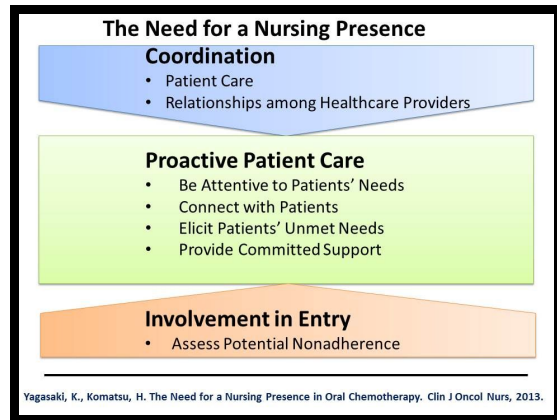 The Need for a Nursing Presence
Coordination
• Patient Care
• Relationships among Healthcare Providers
Proactive Patient Care
• Be Attentive to Patients' Needs
• Connect with Patients
• Elicit Patients' Unmet Needs
• Provide Committed Support
Involvement in Entry
• Assess Potential Nonadherence
Yagasaki, K., Komatsu, H. The Need for a Nursing Presence in Oral Chemotherapy. Clin J Oncol Nurs, 2013.